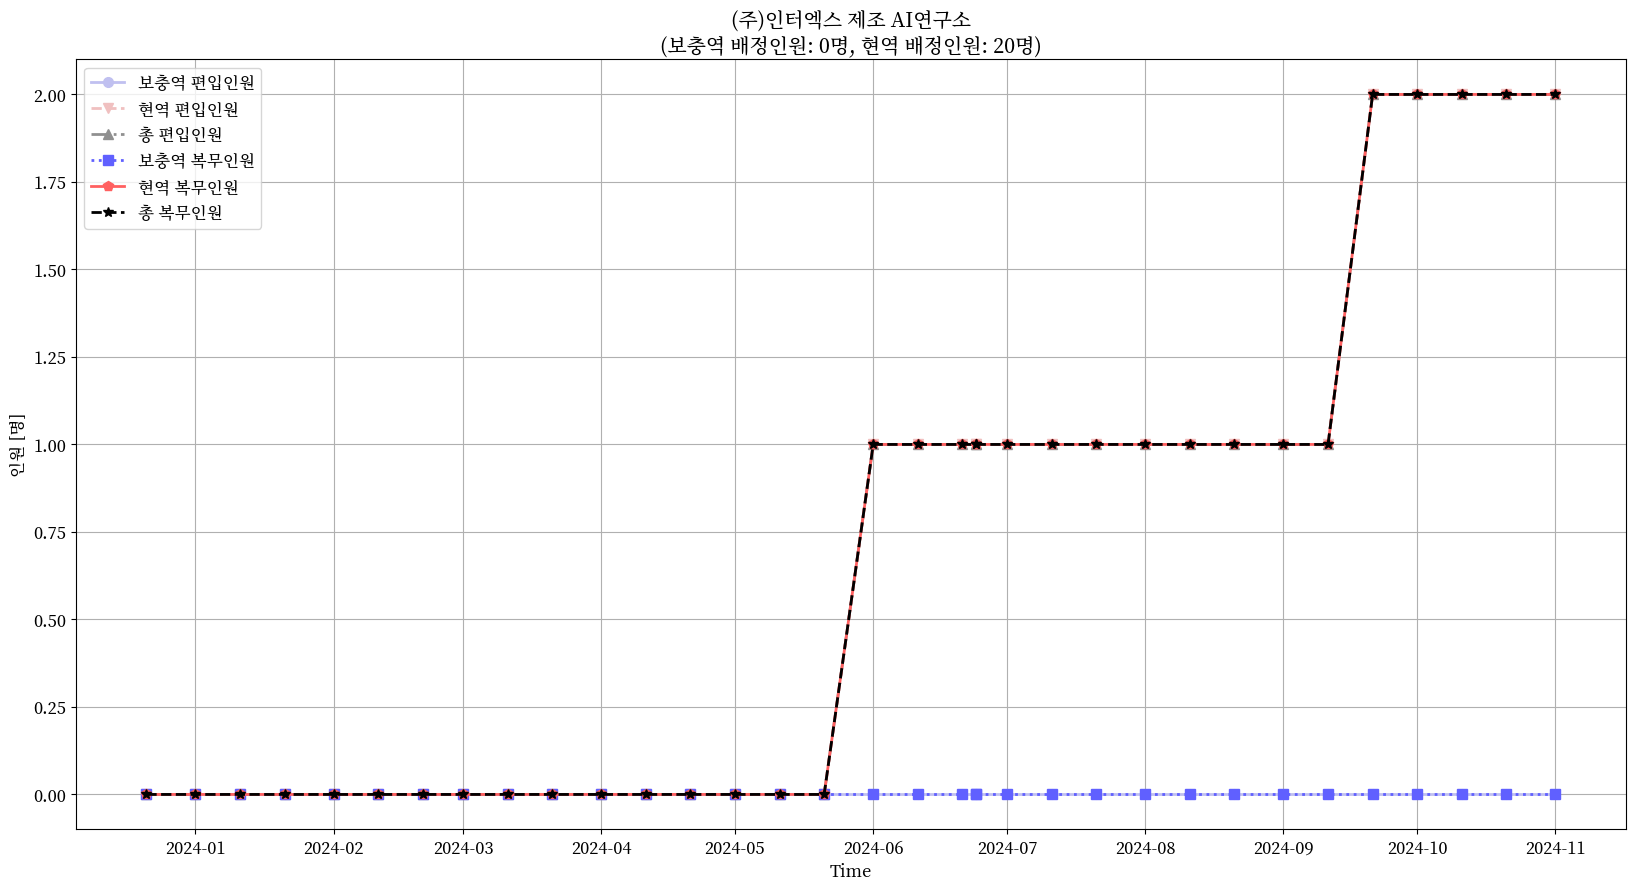 (주)인터엑스 제조 AI연구소
(보충역 배정인원: 0명, 현역 배정인원: 20명)
보충역 편입인원
현역 편입인원
총 편입인원
보충역 복무인원
현역 복무인원
총 복무인원
2.00
1.75
1.50
1.25
1.00
0.75
0.50
0.25
0.00
인원 [명]
2024-01 2024-02 2024-03 2024-04 2024-05 2024-06 2024-07 2024-08 2024-09 2024-10 2024-11
Time